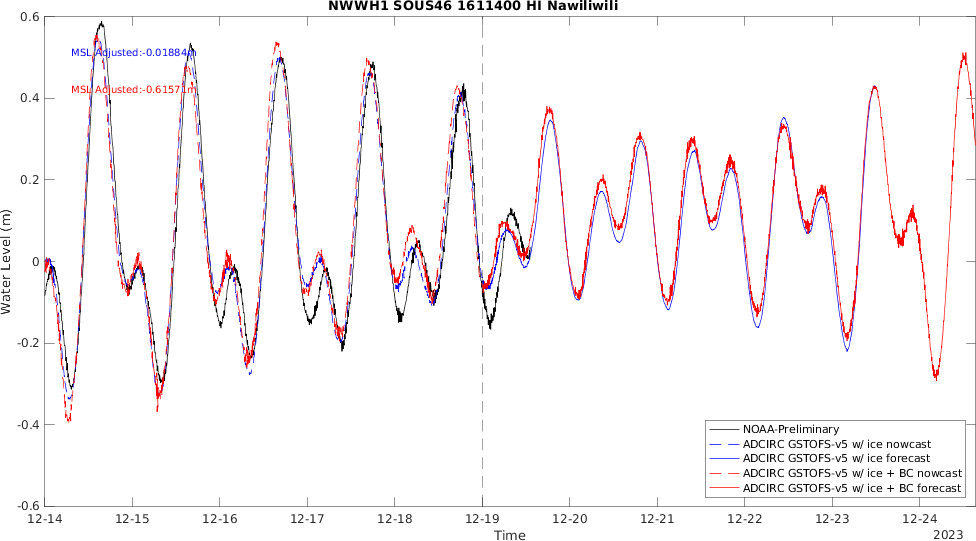 NWWH1 SOUS46 1611400 HI Nawiliwili
0.6
MSL Adjusted:-0.01884m
MSL Adjusted:-0.61571m
0.4
0.2
0
-0.2
-0.4
-0.6
Water Level (m)
NOAA-Preliminary
ADCIRC GSTOFS-v5 w/ ice nowcast
ADCIRC GSTOFS-v5 w/ ice forecast
ADCIRC GSTOFS-v5 w/ ice + BC nowcast
ADCIRC GSTOFS-v5 w/ ice + BC forecast
12-14 12-15 12-16 12-17 12-18 12-19 12-20 12-21 12-22 12-23 12-24
Time
2023